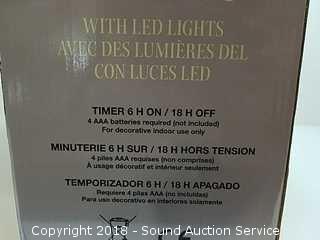 WITH LED LIGHTS
AVEC DES LUMIÈRES DEL
CON LUCES LED
TIMER 6 H ON / 18 H OFF
4 AAA batteries required (not included)
For decorative indoor use only
MINUTERIE 6 H SUR / 18 H HORS TENSION
4 piles AAA requises (non comprises)
À usage décoratif et intérieur seulement
TEMPORIZADOR 6 H / 18 H APAGADO
Requiere 4 pilas AAA (no incluidas)
Para uso decorativo en interiores solamente
Copyright 2018 - Source Auctions